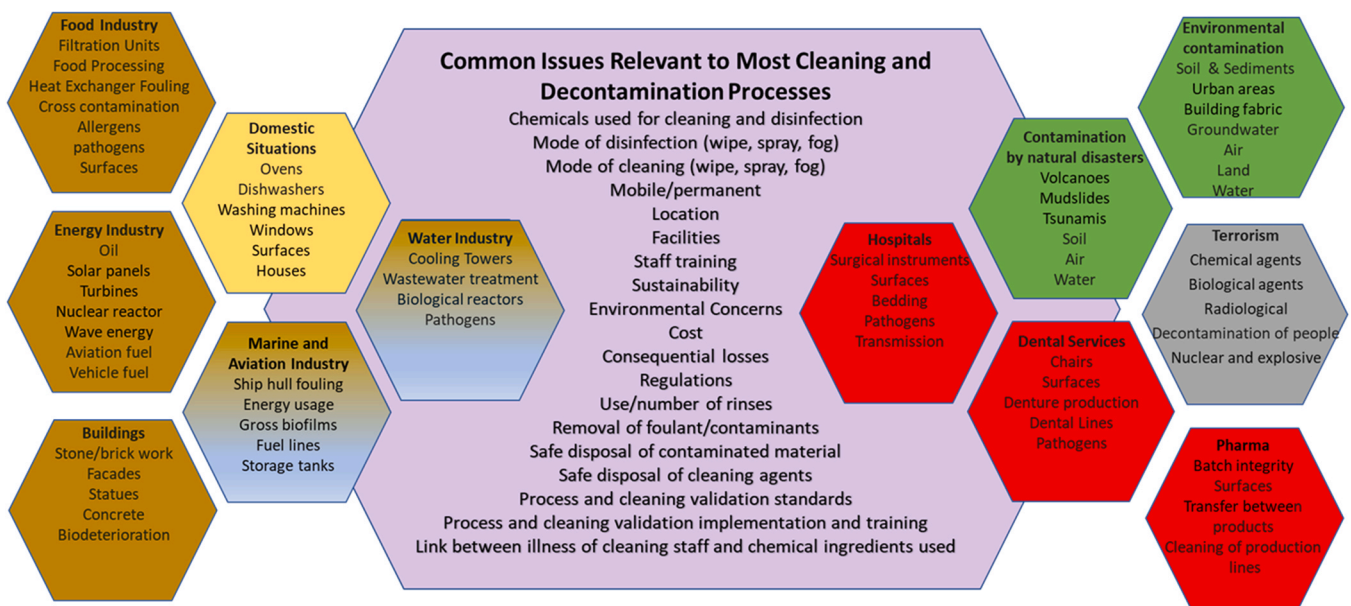 Food Industry
Filtration Units
Food Processing
Heat Exchanger Fouling
Cross contamination
Allergens
pathogens
Surfaces
Energy Industry
Oil
Solar panels
Turbines
Nuclear reactor
Wave energy
Aviation fuel
Vehicle fuel
Buildings
Stone/brick work
Facades
Statues
Concrete
Biodeterioration
Domestic
Situations
Ovens
Dishwashers
Washing machines
Windows
Surfaces
Houses
Marine and
Aviation Industry
Ship hull fouling
Energy usage
Gross biofilms
Fuel lines
Storage tanks
Water Industry
Cooling Towers
Wastewater treatment
Biological reactors
Pathogens
Common Issues Relevant to Most Cleaning and
Decontamination Processes
Chemicals used for cleaning and disinfection
Mode of disinfection (wipe, spray, fog)
Mode of cleaning (wipe, spray, fog)
Mobile/permanent
Location
Facilities
Staff training
Sustainability
Environmental Concerns
Cost
Consequential losses
Regulations
Use/number of rinses
Removal of foulant/contaminants
Safe disposal of contaminated material
Safe disposal of cleaning agents
Process and cleaning validation standards
Process and cleaning validation implementation and training
Link between illness of cleaning staff and chemical ingredients used
Hospitals
Surgical instruments
Surfaces
Bedding
Pathogens
Transmission
Contamination
by natural disasters
Volcanoes
Mudslides
Tsunamis
Soil
Air
Water
Dental Services
Chairs
Surfaces
Denture production
Dental Lines
Pathogens
Environmental
contamination
Soil & Sediments
Urban areas
Building fabric
Groundwater
Air
Land
Water
Terrorism
Chemical agents
Biological agents
Radiological
Decontamination of people
Nuclear and explosive
Pharma
Batch integrity
Surfaces
Transfer between
products
Cleaning of production
lines